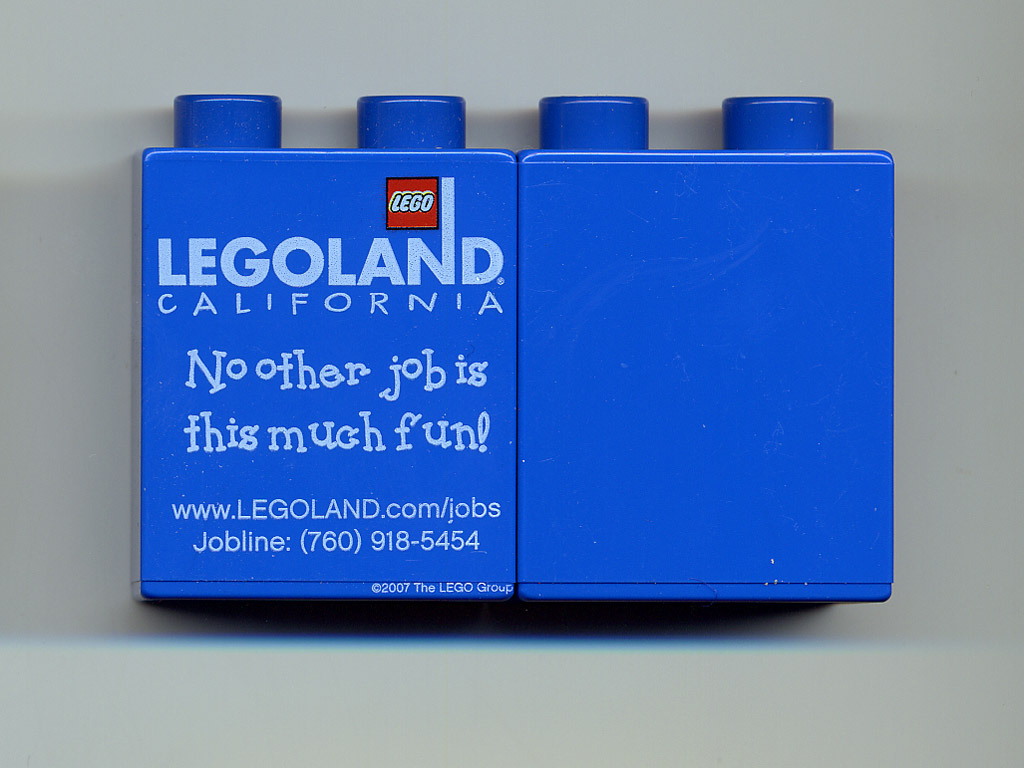 LEGO
LEGOLAND®
CALIFORNIA
No other job is
this much fun!
www.LEGOLAND.com/jobs
Jobline: (760) 918-5454
©2007 The LEGO Group